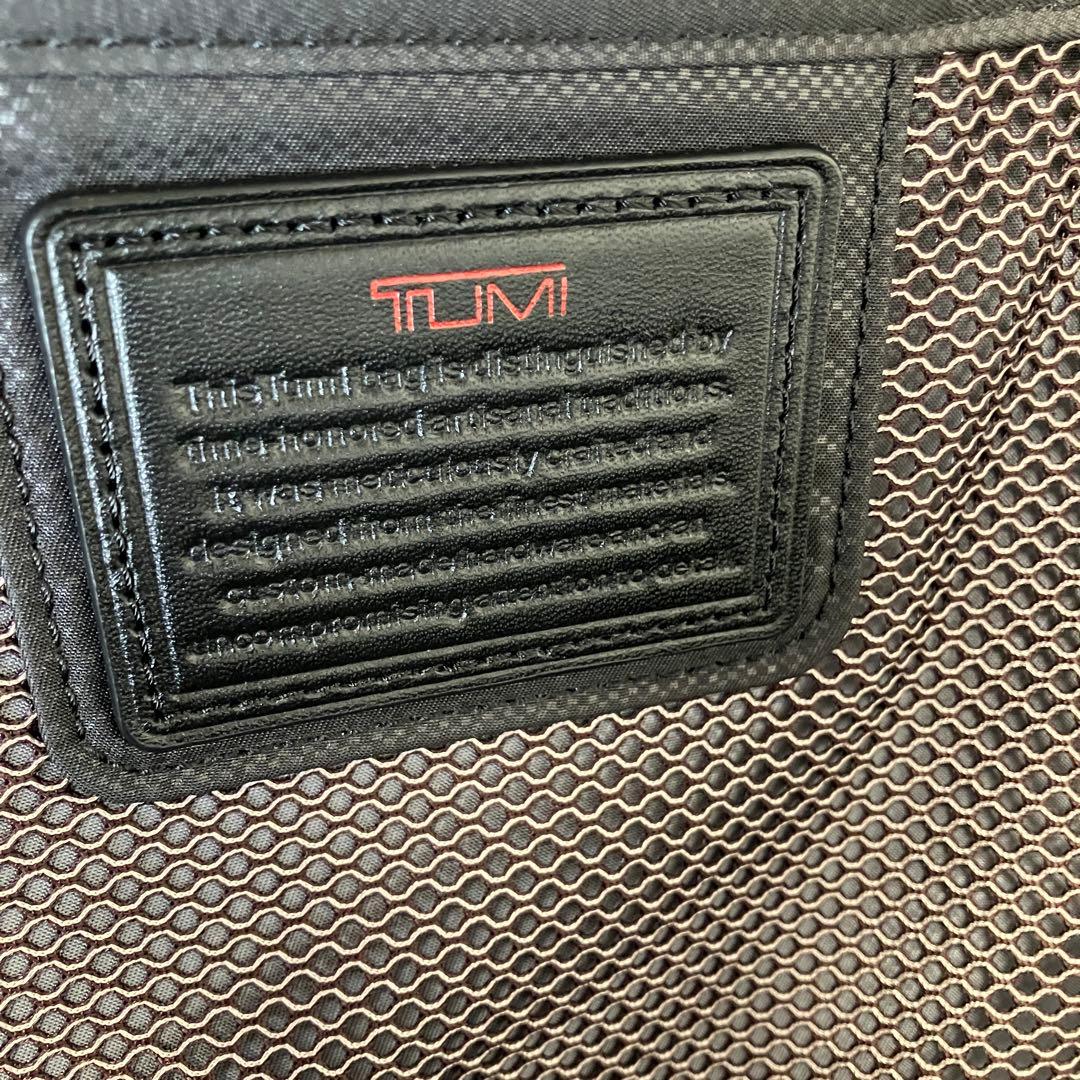 TUMI
This Tumi bag is distinguished by
time-honored artisanal traditions.
It was meticulously crafted and
designed from the finest materials
custom-made hardware and an
uncompromising attention to detail